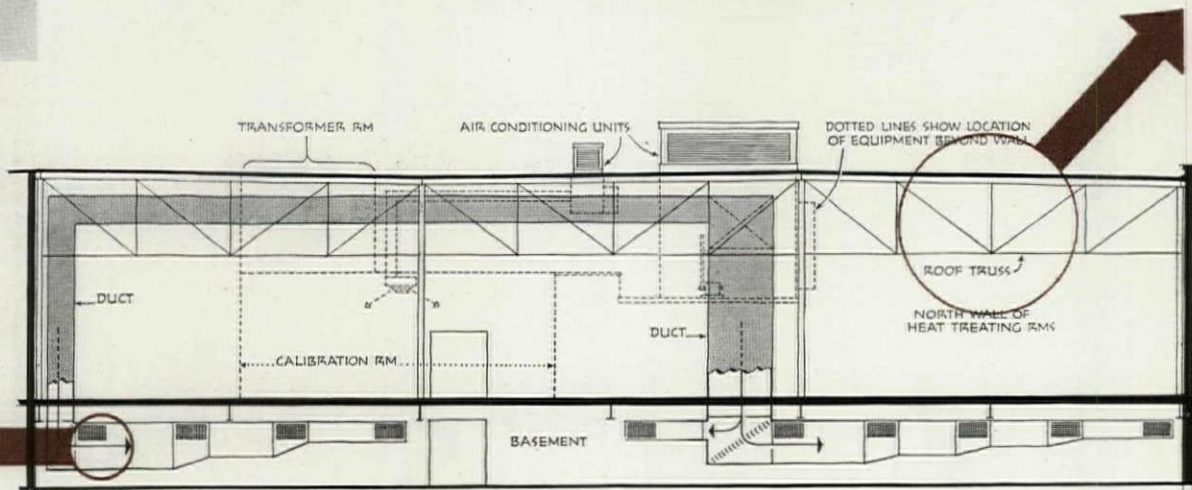 TRANSFORMER RM
AIR CONDITIONING UNITS
DOTTED LINES SHOW LOCATION
OF EQUIPMENT BEYOND WALL
DUCT
ROOF TRUSS
NORTH WALL OF
HEAT TREATING RMS
DUCT
CALIBRATION RM
BASEMENT